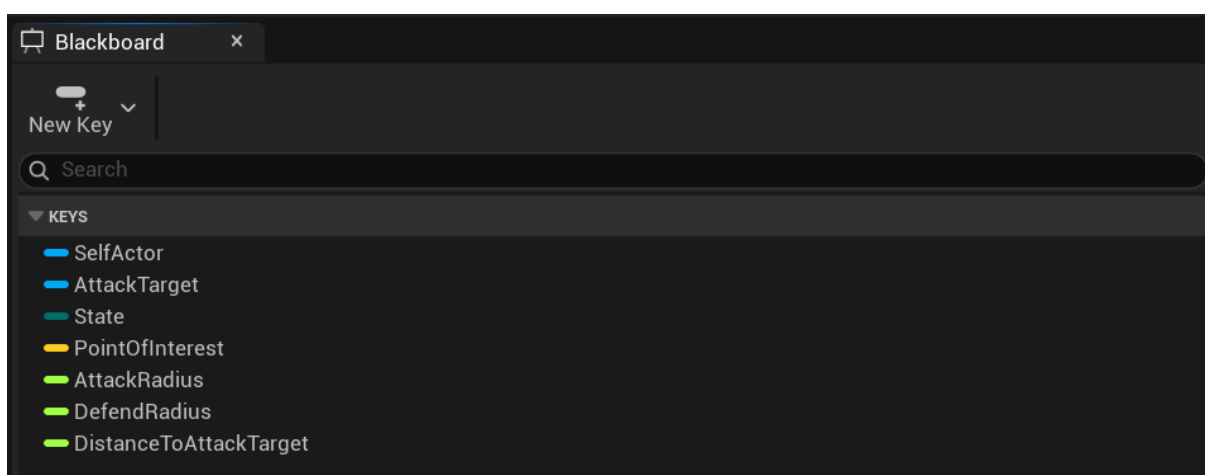 Blackboard
New Key
Search
KEYS
SelfActor
AttackTarget
State
PointOfInterest
AttackRadius
DefendRadius
DistanceToAttackTarget